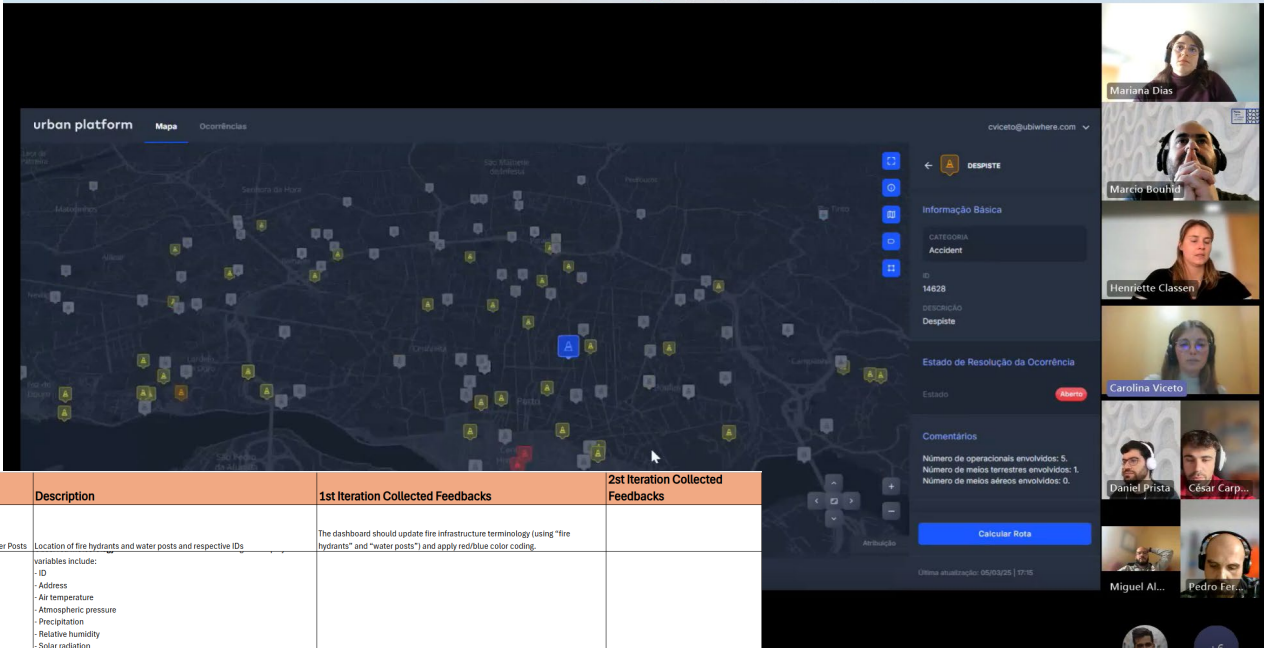 urban platform
Mapa
Ocorrências
cviceto@ubiwhere.com
Porto
DESPISTE
Informação Básica
CATEGORIA
Accident
ID
14628
DESCRIÇÃO
Despiste
Estado de Resolução da Ocorrência
Estado
Aberto
Comentários
Número de operacionais envolvidos: 5.
Número de meios terrestres envolvidos: 1.
Número de meios aéreos envolvidos: 0.
Calcular Rota
Atribuição
Última atualização: 05/03/25 | 17:15
Mariana Dias
Marcio Bouhid
Henriette Classen
Carolina Viceto
Daniel Prista
César Carp...
Miguel Al...
Pedro Fer...
+6
Description
1st Iteration Collected Feedbacks
2st Iteration Collected
Feedbacks
er Posts
Location of fire hydrants and water posts and respective IDs
The dashboard should update fire infrastructure terminology (using "fire
hydrants" and "water posts") and apply red/blue color coding.
variables include:
- ID
- Address
- Air temperature
- Atmospheric pressure
- Precipitation
- Relative humidity
- Solar radiation